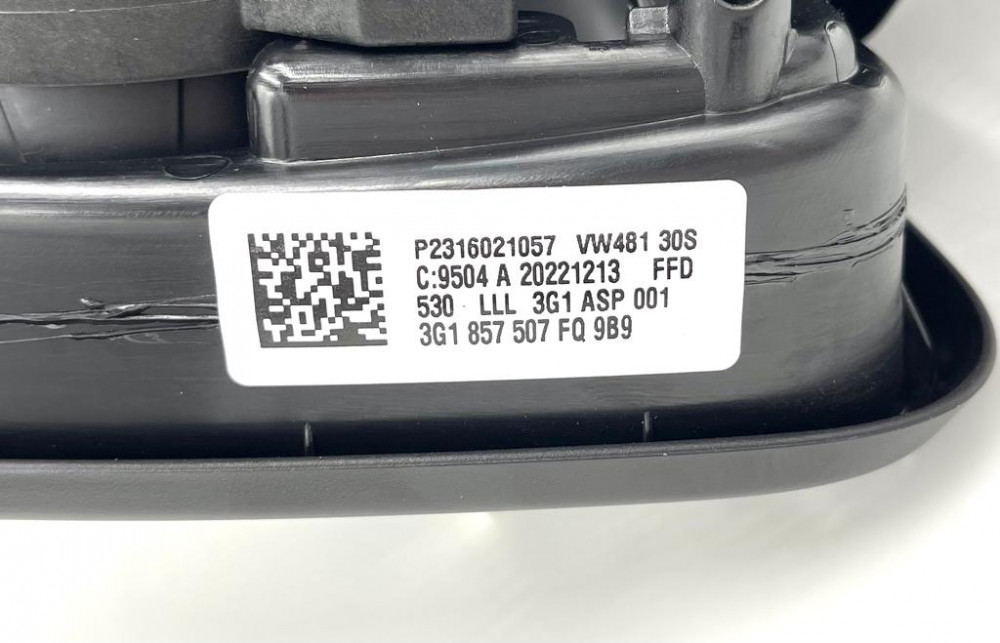 P2316021057 VW481 30S
C:9504 A 20221213 FFD
530 LLL 3G1 ASP 001
3G1 857 507 FQ 9B9